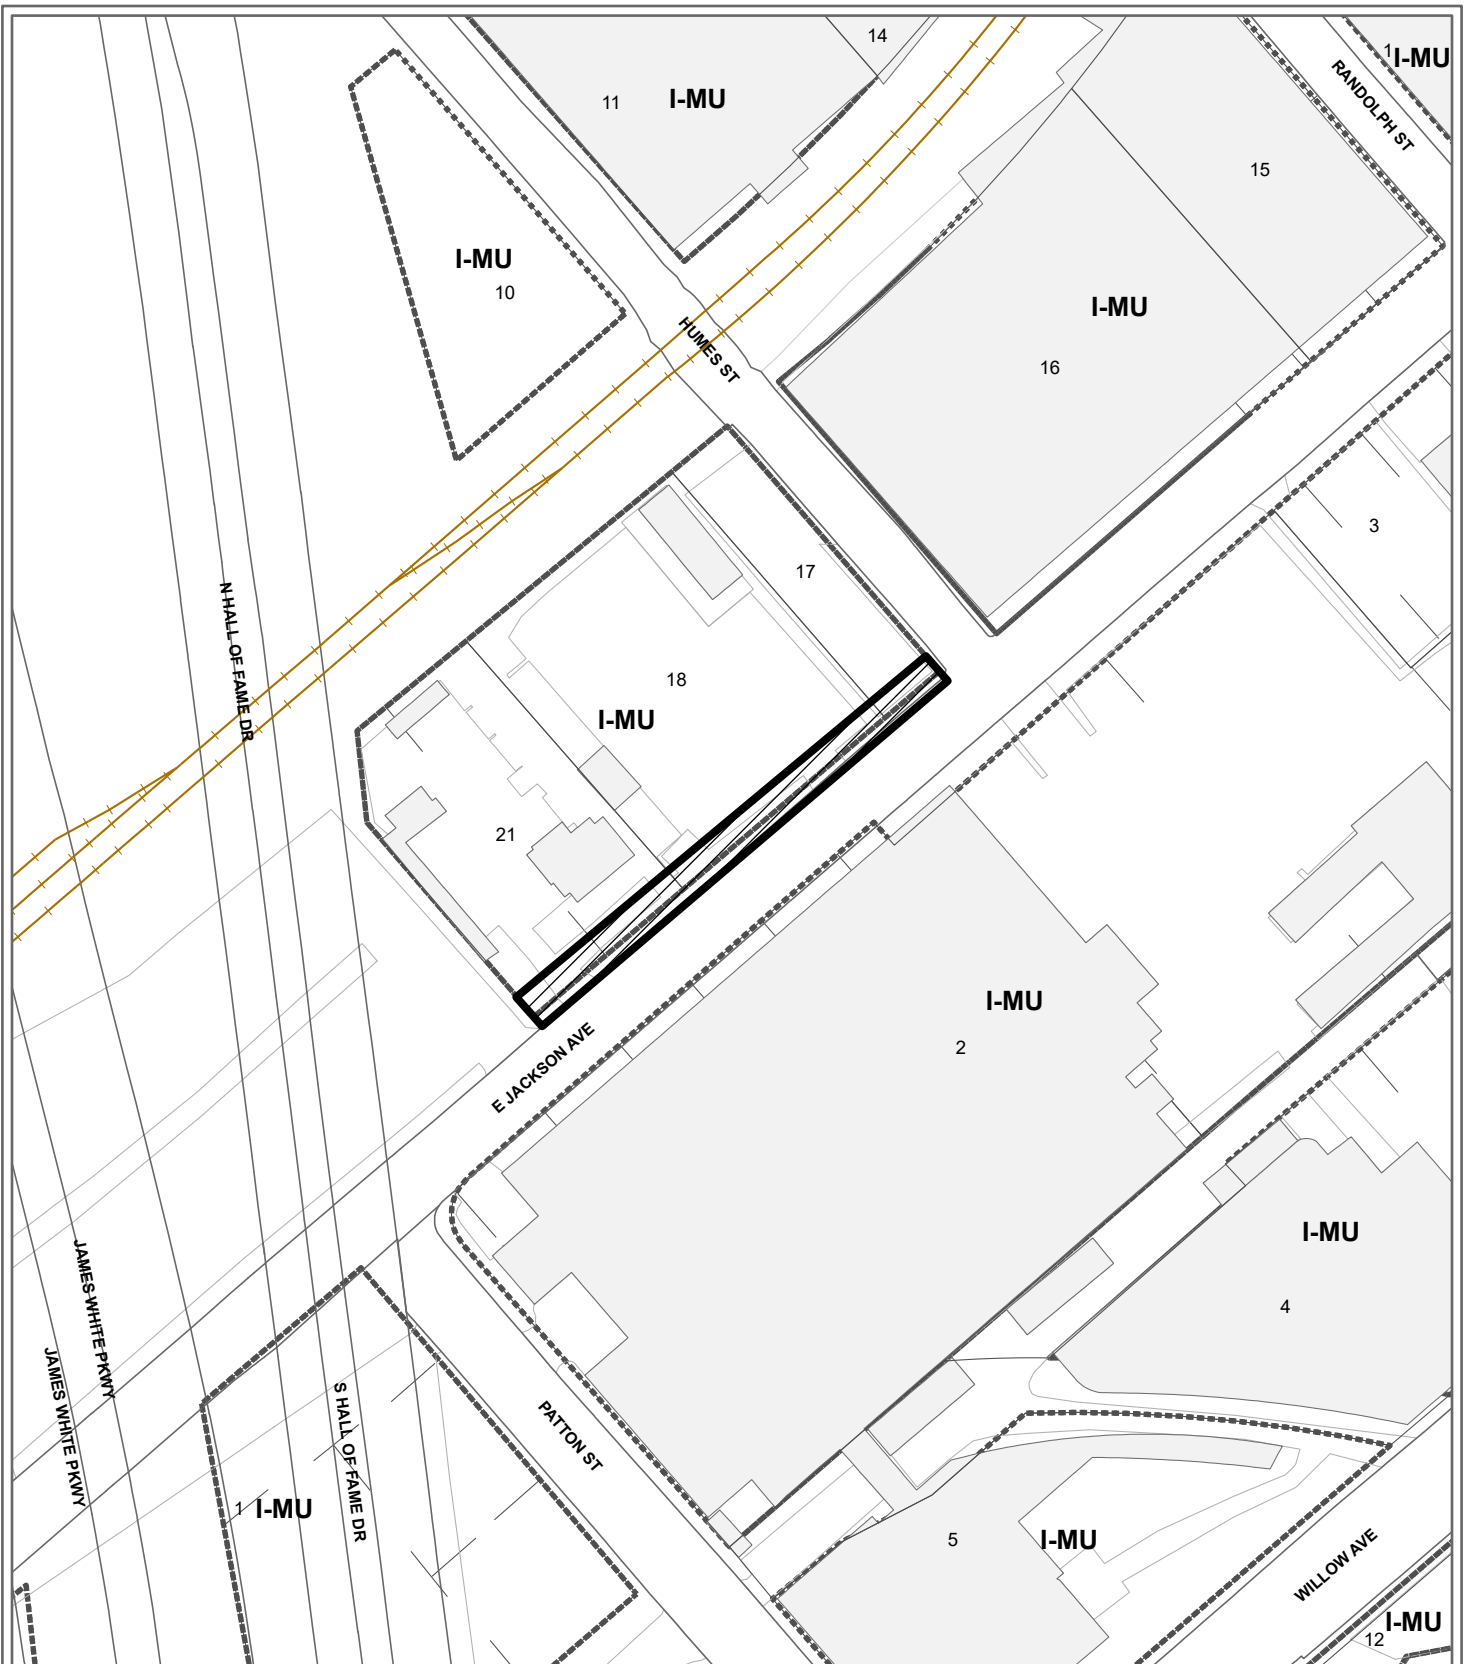 14
1
I-MU
11
I-MU
RANDOLPH ST
15
I-MU
10
I-MU
HUMES ST
16
3
17
N HALL OF FAME DR
18
I-MU
21
I-MU
2
E JACKSON AVE
I-MU
4
JAMES WHITE PKWY
JAMES WHITE PKWY
S HALL OF FAME DR
PATTON ST
1
I-MU
5
I-MU
WILLOW AVE
I-MU
12